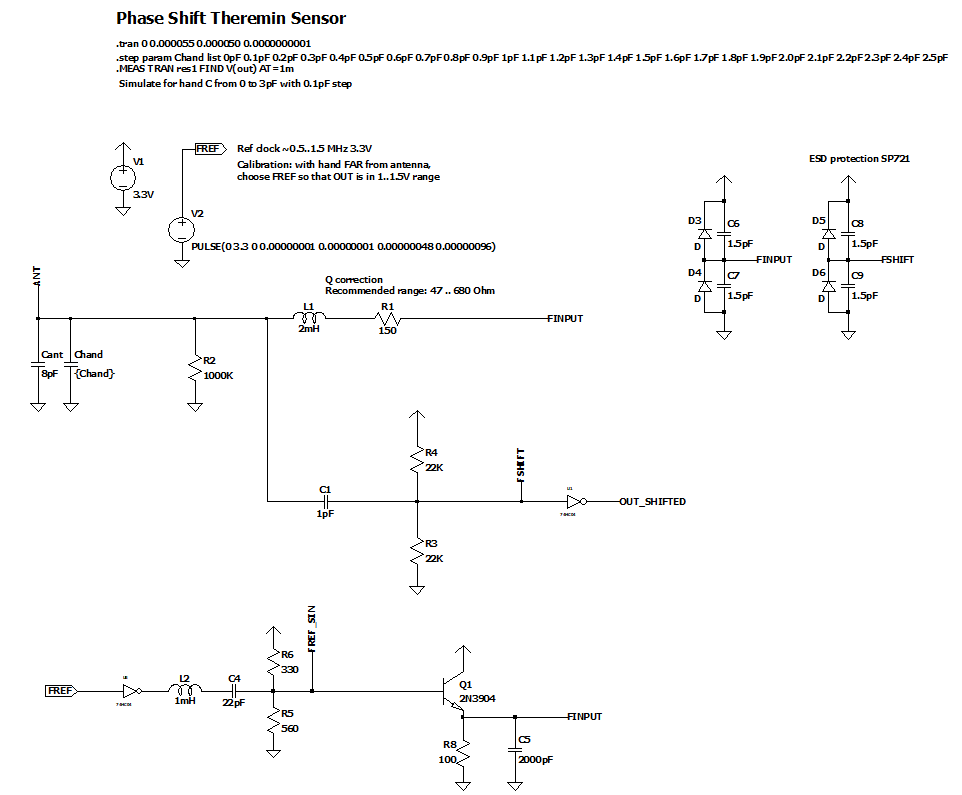 Phase Shift Theremin Sensor
.tran 0 0.000055 0.000050 0.0000000001
.step param Chand list 0pF 0.1pF 0.2pF 0.3pF 0.4pF 0.5pF 0.6pF 0.7pF 0.8pF 0.9pF 1pF 1.1pF 1.2pF 1.3pF 1.4pF 1.5pF 1.6pF 1.7pF 1.8pF 1.9pF 2.0pF 2.1pF 2.2pF 2.3pF 2.4pF 2.5pF
.MEAS TRAN res1 FIND V(out) AT=1m
Simulate for hand C from 0 to 3pF with 0.1pF step
V1
3.3V
FREF
Ref clock ~0.5..1.5 MHz 3.3V
Calibration: with hand FAR from antenna,
choose FREF so that OUT is in 1..1.5V range
V2
PULSE(0 3.3 0 0.00000001 0.00000001 0.00000048 0.00000096)
ESD protection SP721
D3
D
C6
1.5pF
FINPUT
D4
D
C7
1.5pF
D5
D
C8
1.5pF
FSHIFT
D6
D
C9
1.5pF
ANT
Q correction
Recommended range: 47 .. 680 Ohm
L1
2mH
R1
150
FINPUT
Cant
8pF
Chand
{Chand}
R2
1000K
R4
22K
FSHIFT
C1
1pF
U1
74HC04
OUT_SHIFTED
R3
22K
FREF_SIN
R6
330
FREF
74HC04
L2
1mH
C4
22pF
R5
560
Q1
2N3904
FINPUT
R8
100
C5
2000pF